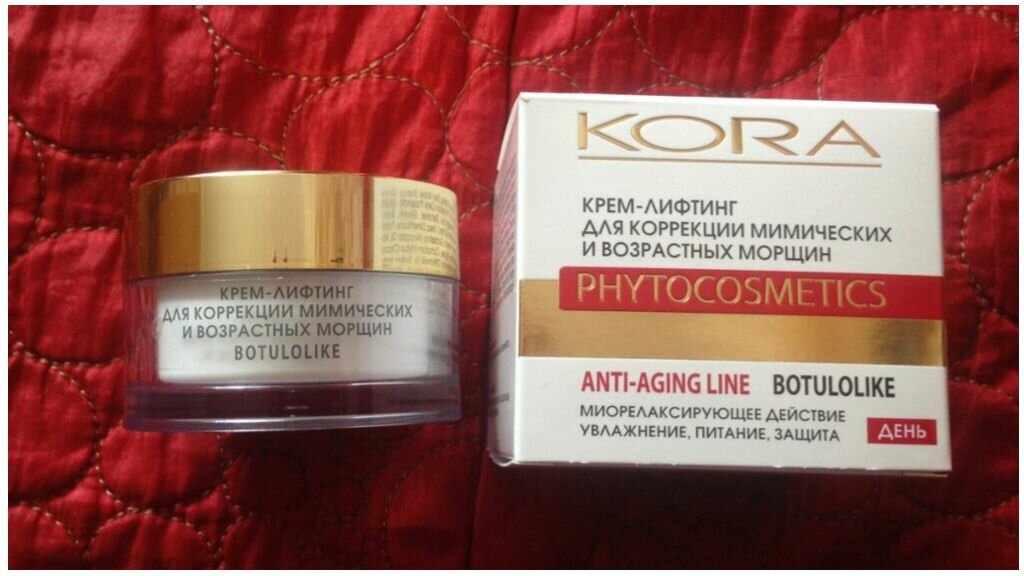 КРЕМ-ЛИФТИНГ
ДЛЯ КОРРЕКЦИИ МИМИЧЕСКИХ
И ВОЗРАСТНЫХ МОРЩИН
BOTULOLIKE
KORA
КРЕМ-ЛИФТИНГ
ДЛЯ КОРРЕКЦИИ МИМИЧЕСКИХ
И ВОЗРАСТНЫХ МОРЩИН
PHYTOCOSMETICS
ANTI-AGING LINE BOTULOLIKE
МИОРЕЛАКСИРУЮЩЕЕ ДЕЙСТВИЕ
УВЛАЖНЕНИЕ, ПИТАНИЕ, ЗАЩИТА
ДЕНЬ